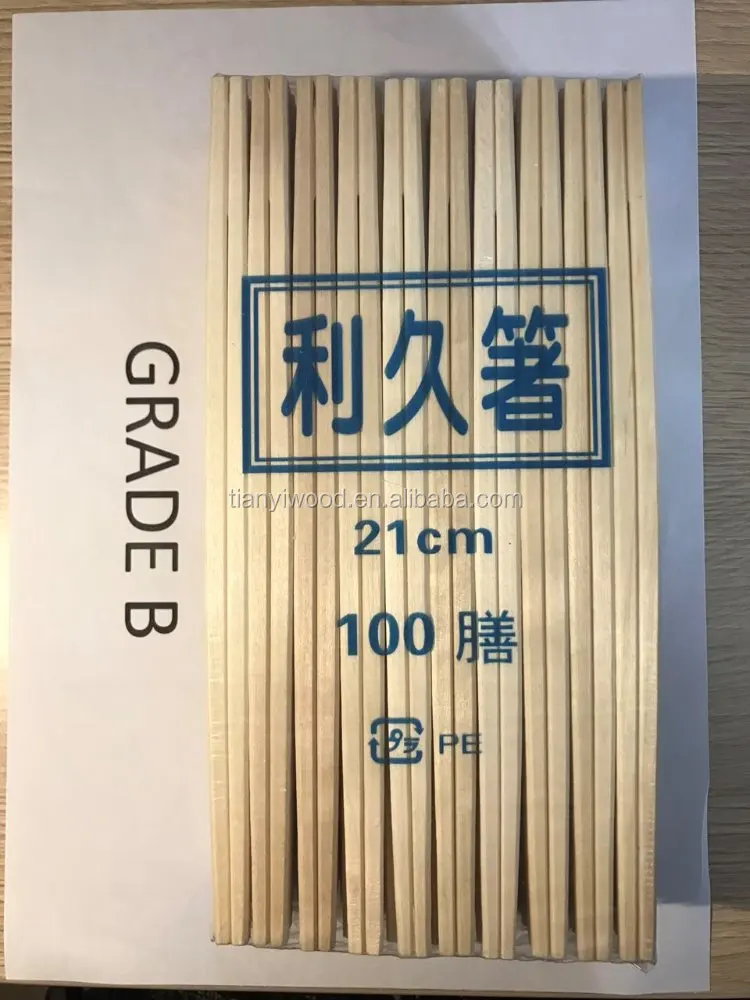 利久箸
tianyiwood.en.alibaba.com
21cm
100 膳
プラ PE
GRADE B